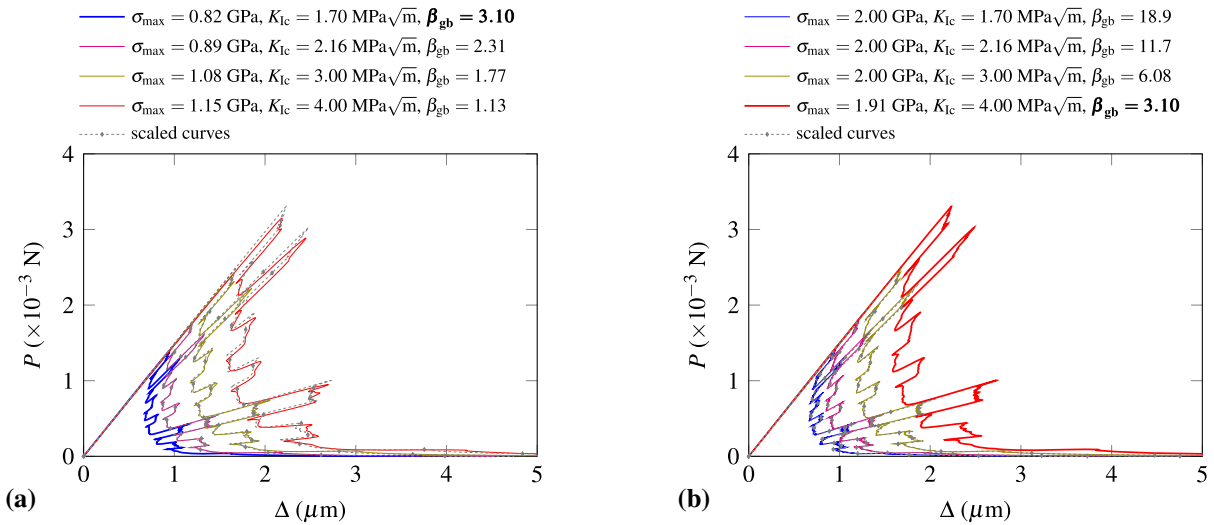 σmax = 0.82 GPa, KIc = 1.70 MPa√m, βgb = 3.10
σmax = 0.89 GPa, KIc = 2.16 MPa√m, βgb = 2.31
σmax = 1.08 GPa, KIc = 3.00 MPa√m, βgb = 1.77
σmax = 1.15 GPa, KIc = 4.00 MPa√m, βgb = 1.13
scaled curves
4
3
2
1
0
P (×10−3 N)
0 1 2 3 4 5
Δ (μm)
(a)
σmax = 2.00 GPa, KIc = 1.70 MPa√m, βgb = 18.9
σmax = 2.00 GPa, KIc = 2.16 MPa√m, βgb = 11.7
σmax = 2.00 GPa, KIc = 3.00 MPa√m, βgb = 6.08
σmax = 1.91 GPa, KIc = 4.00 MPa√m, βgb = 3.10
scaled curves
4
3
2
1
0
P (×10−3 N)
0 1 2 3 4 5
Δ (μm)
(b)